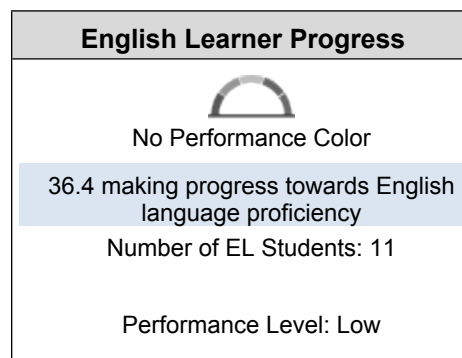 English Learner Progress
No Performance Color
36.4 making progress towards English
language proficiency
Number of EL Students: 11
Performance Level: Low